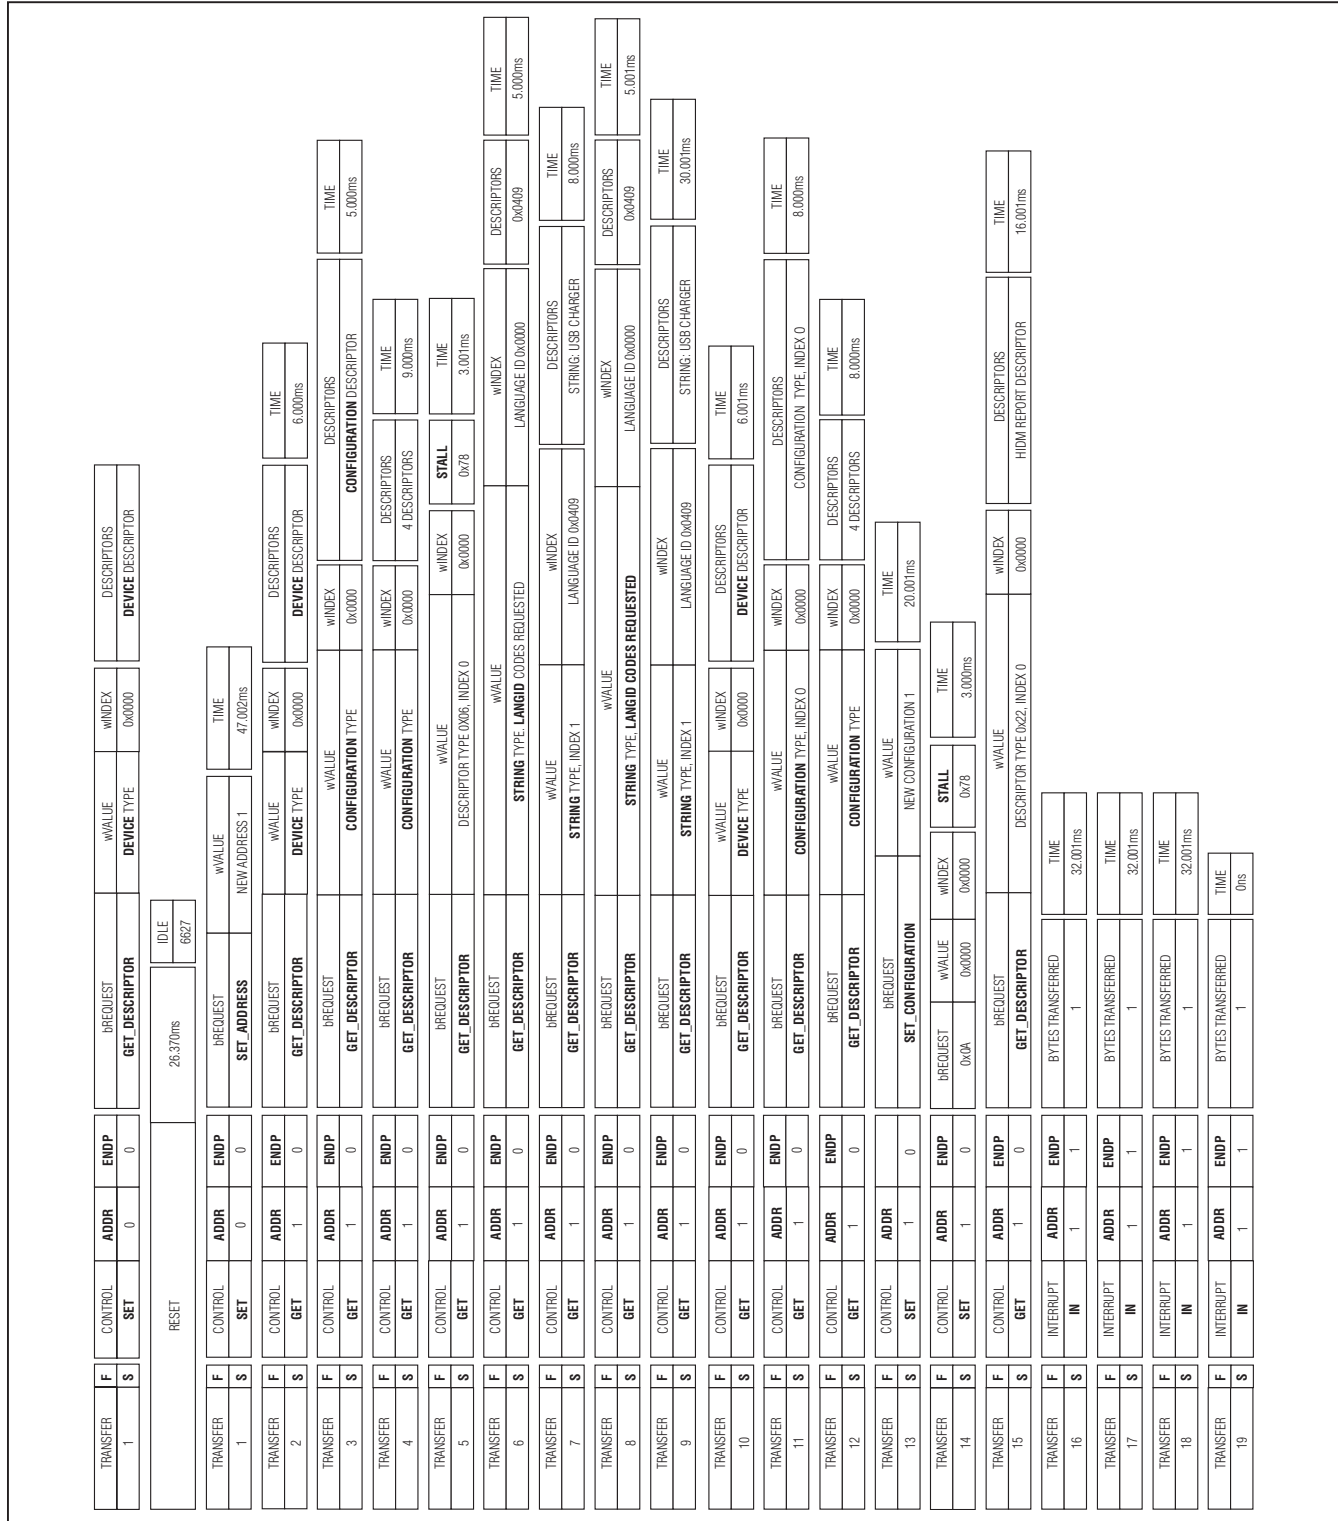 TRANSFER F CONTROL ADDR ENDP bREQUEST wVALUE wINDEX DESCRIPTORS
1 S SET 0 0 GET_DESCRIPTOR DEVICE TYPE 0x0000 DEVICE DESCRIPTOR
RESET 26.370ms IDLE
6627
TRANSFER F CONTROL ADDR ENDP bREQUEST wVALUE TIME
1 S SET 0 0 SET_ADDRESS NEW ADDRESS 1 47.002ms
TRANSFER F CONTROL ADDR ENDP bREQUEST wVALUE wINDEX DESCRIPTORS TIME
2 S GET 1 0 GET_DESCRIPTOR DEVICE TYPE 0x0000 DEVICE DESCRIPTOR 6.000ms
TRANSFER F CONTROL ADDR ENDP bREQUEST wVALUE wINDEX DESCRIPTORS TIME
3 S GET 1 0 GET_DESCRIPTOR CONFIGURATION TYPE 0x0000 CONFIGURATION DESCRIPTOR 5.000ms
TRANSFER F CONTROL ADDR ENDP bREQUEST wVALUE wINDEX DESCRIPTORS TIME
4 S GET 1 0 GET_DESCRIPTOR CONFIGURATION TYPE 0x0000 4 DESCRIPTORS 9.000ms
TRANSFER F CONTROL ADDR ENDP bREQUEST wVALUE wINDEX STALL TIME
5 S GET 1 0 GET_DESCRIPTOR DESCRIPTOR TYPE 0X06, INDEX 0 0x0000 0x78 3.001ms
TRANSFER F CONTROL ADDR ENDP bREQUEST wVALUE wINDEX DESCRIPTORS TIME
6 S GET 1 0 GET_DESCRIPTOR STRING TYPE. LANGID CODES REQUESTED LANGUAGE ID 0x0000 0x0409 5.000ms
TRANSFER F CONTROL ADDR ENDP bREQUEST wVALUE wINDEX DESCRIPTORS TIME
7 S GET 1 0 GET_DESCRIPTOR STRING TYPE, INDEX 1 LANGUAGE ID 0x0409 STRING: USB CHARGER 8.000ms
TRANSFER F CONTROL ADDR ENDP bREQUEST wVALUE wINDEX DESCRIPTORS TIME
8 S GET 1 0 GET_DESCRIPTOR STRING TYPE, LANGID CODES REQUESTED LANGUAGE ID 0x0000 0x0409 5.001ms
TRANSFER F CONTROL ADDR ENDP bREQUEST wVALUE wINDEX DESCRIPTORS TIME
9 S GET 1 0 GET_DESCRIPTOR STRING TYPE, INDEX 1 LANGUAGE ID 0x0409 STRING: USB CHARGER 30.001ms
TRANSFER F CONTROL ADDR ENDP bREQUEST wVALUE wINDEX DESCRIPTORS TIME
10 S GET 1 0 GET_DESCRIPTOR DEVICE TYPE 0x0000 DEVICE DESCRIPTOR 6.001ms
TRANSFER F CONTROL ADDR ENDP bREQUEST wVALUE wINDEX DESCRIPTORS TIME
11 S GET 1 0 GET_DESCRIPTOR CONFIGURATION TYPE, INDEX 0 0x0000 CONFIGURATION TYPE, INDEX 0 8.000ms
TRANSFER F CONTROL ADDR ENDP bREQUEST wVALUE wINDEX DESCRIPTORS TIME
12 S GET 1 0 GET_DESCRIPTOR CONFIGURATION TYPE 0x0000 4 DESCRIPTORS 8.000ms
TRANSFER F CONTROL ADDR bREQUEST wVALUE TIME
13 S SET 1 0 SET_CONFIGURATION NEW CONFIGURATION 1 20.001ms
TRANSFER F CONTROL ADDR ENDP bREQUEST wVALUE wINDEX STALL TIME
14 S SET 1 0 0x0A 0x0000 0x0000 0x78 3.000ms
TRANSFER F CONTROL ADDR ENDP bREQUEST wVALUE wINDEX DESCRIPTORS TIME
15 S GET 1 0 GET_DESCRIPTOR DESCRIPTOR TYPE 0x22, INDEX 0 0x0000 HIDM REPORT DESCRIPTOR 16.001ms
TRANSFER F INTERRUPT ADDR ENDP BYTES TRANSFERRED TIME
16 S IN 1 1 1 32.001ms
TRANSFER F INTERRUPT ADDR ENDP BYTES TRANSFERRED TIME
17 S IN 1 1 1 32.001ms
TRANSFER F INTERRUPT ADDR ENDP BYTES TRANSFERRED TIME
18 S IN 1 1 1 32.001ms
TRANSFER F INTERRUPT ADDR ENDP BYTES TRANSFERRED TIME
19 S IN 1 1 1 0ns